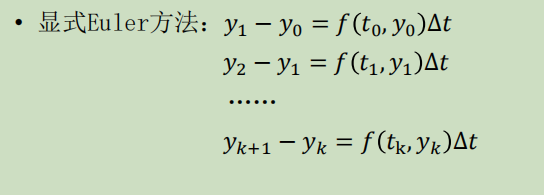 • 显式Euler方法：y₁ − y₀ = f(t₀, y₀)Δt
y₂ − y₁ = f(t₁, y₁)Δt
……
yₖ₊₁ − yₖ = f(tₖ, yₖ)Δt